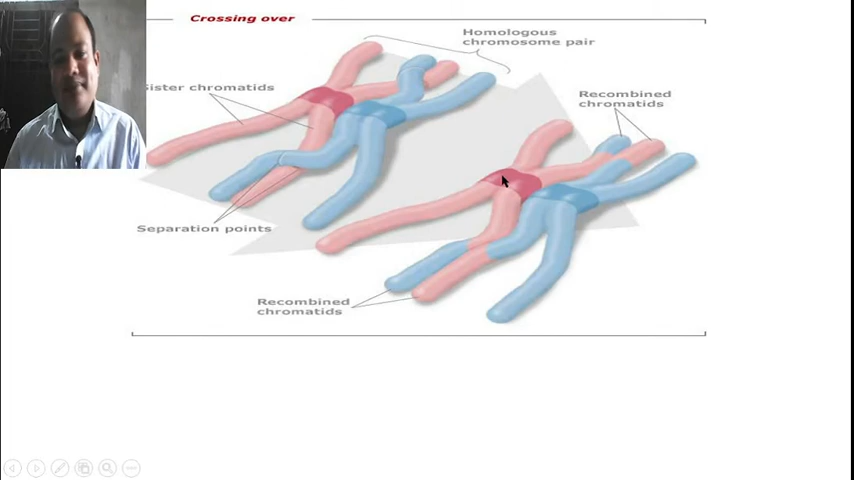 Crossing over
Homologous
chromosome pair
Sister chromatids
Recombined
chromatids
Separation points
Recombined
chromatids